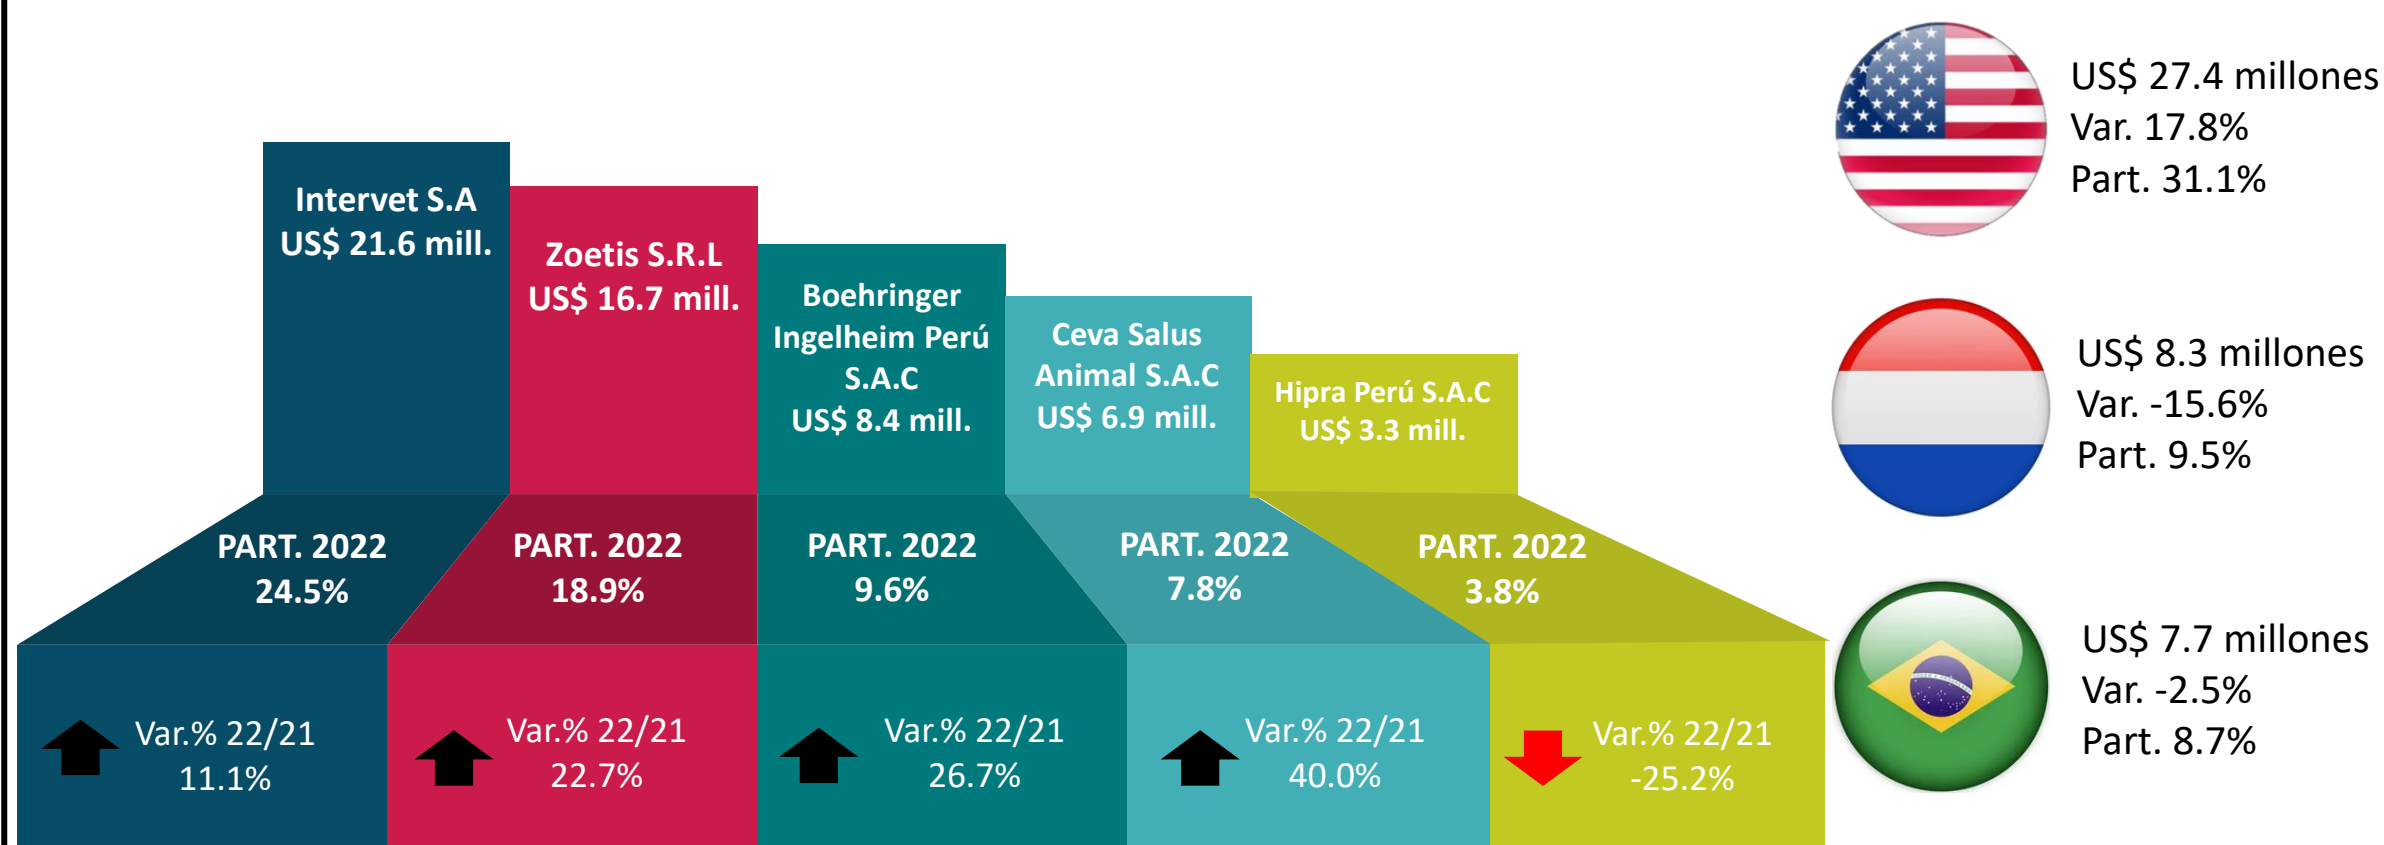 Intervet S.A
US$ 21.6 mill.
PART. 2022
24.5%
Var.% 22/21
11.1%
Zoetis S.R.L
US$ 16.7 mill.
PART. 2022
18.9%
Var.% 22/21
22.7%
Boehringer
Ingelheim Perú
S.A.C
US$ 8.4 mill.
PART. 2022
9.6%
Var.% 22/21
26.7%
Ceva Salus
Animal S.A.C
US$ 6.9 mill.
PART. 2022
7.8%
Var.% 22/21
40.0%
Hipra Perú S.A.C
US$ 3.3 mill.
PART. 2022
3.8%
Var.% 22/21
-25.2%
US$ 27.4 millones
Var. 17.8%
Part. 31.1%
US$ 8.3 millones
Var. -15.6%
Part. 9.5%
US$ 7.7 millones
Var. -2.5%
Part. 8.7%